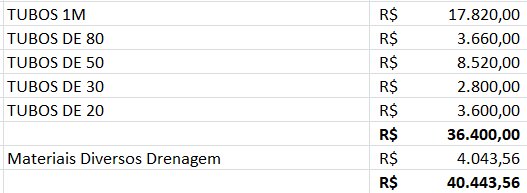 TUBOS 1M R$ 17.820,00
TUBOS DE 80 R$ 3.660,00
TUBOS DE 50 R$ 8.520,00
TUBOS DE 30 R$ 2.800,00
TUBOS DE 20 R$ 3.600,00
R$ 36.400,00
Materiais Diversos Drenagem R$ 4.043,56
R$ 40.443,56